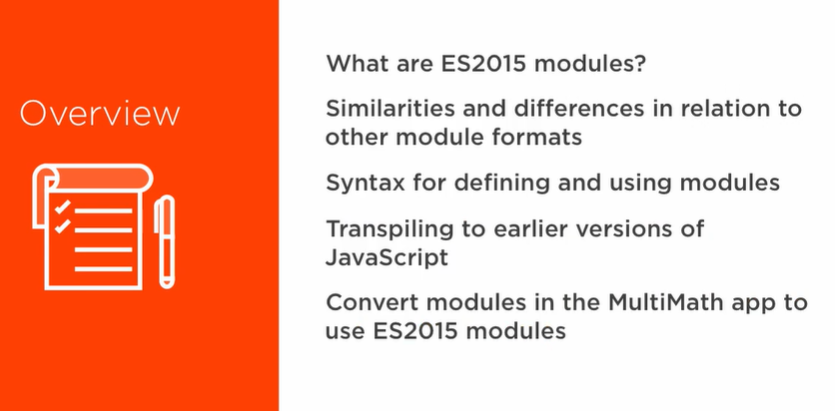 Overview
What are ES2015 modules?
Similarities and differences in relation to
other module formats
Syntax for defining and using modules
Transpiling to earlier versions of
JavaScript
Convert modules in the MultiMath app to
use ES2015 modules